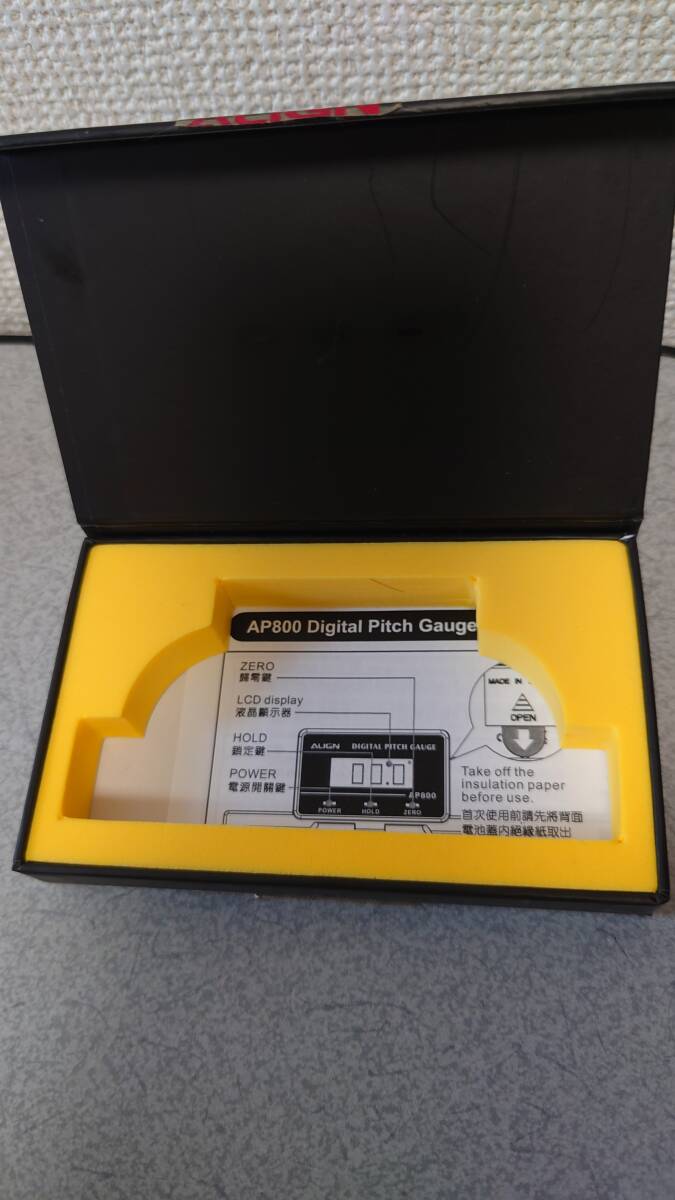 ALIGN
AP800 Digital Pitch Gauge
ZERO
歸零鍵
LCD display
液晶顯示器
HOLD
鎖定鍵
POWER
電源開關鍵
ALIGN DIGITAL PITCH GAUGE
00.0
AP800
POWER HOLD ZERO
MADE IN
OPEN
Take off the
insulation paper
before use.
首次使用前請先將背面
電池蓋內絕緣紙取出